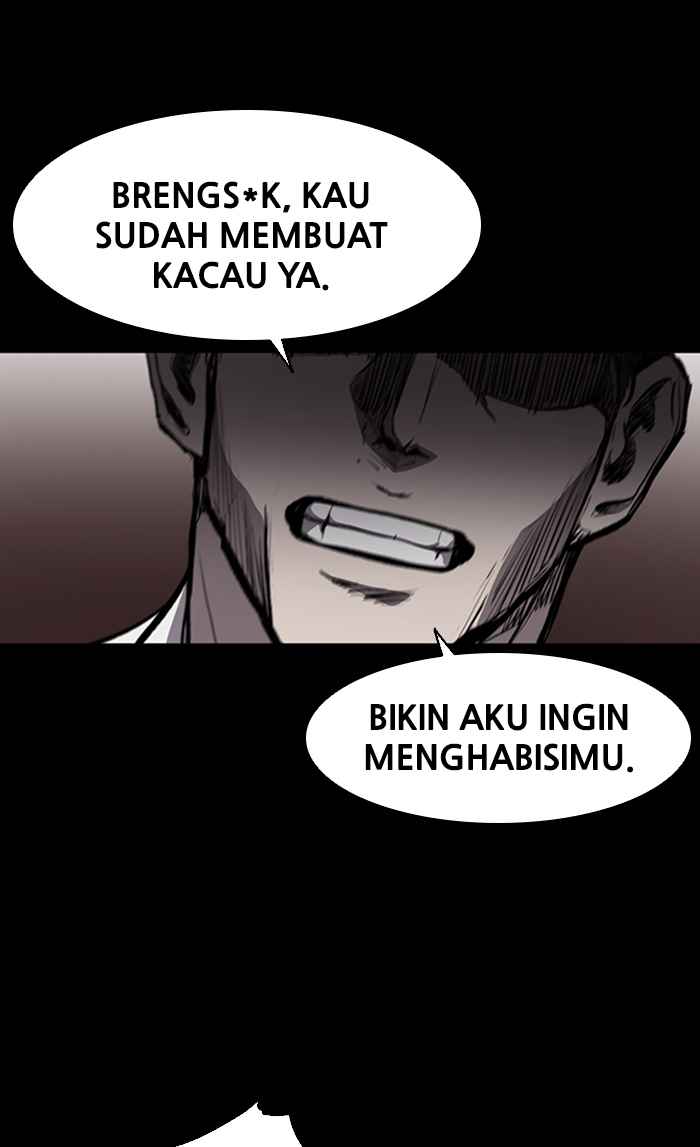 BRENGS*K, KAU
SUDAH MEMBUAT
KACAU YA.
BIKIN AKU INGIN
MENGHABISIMU.